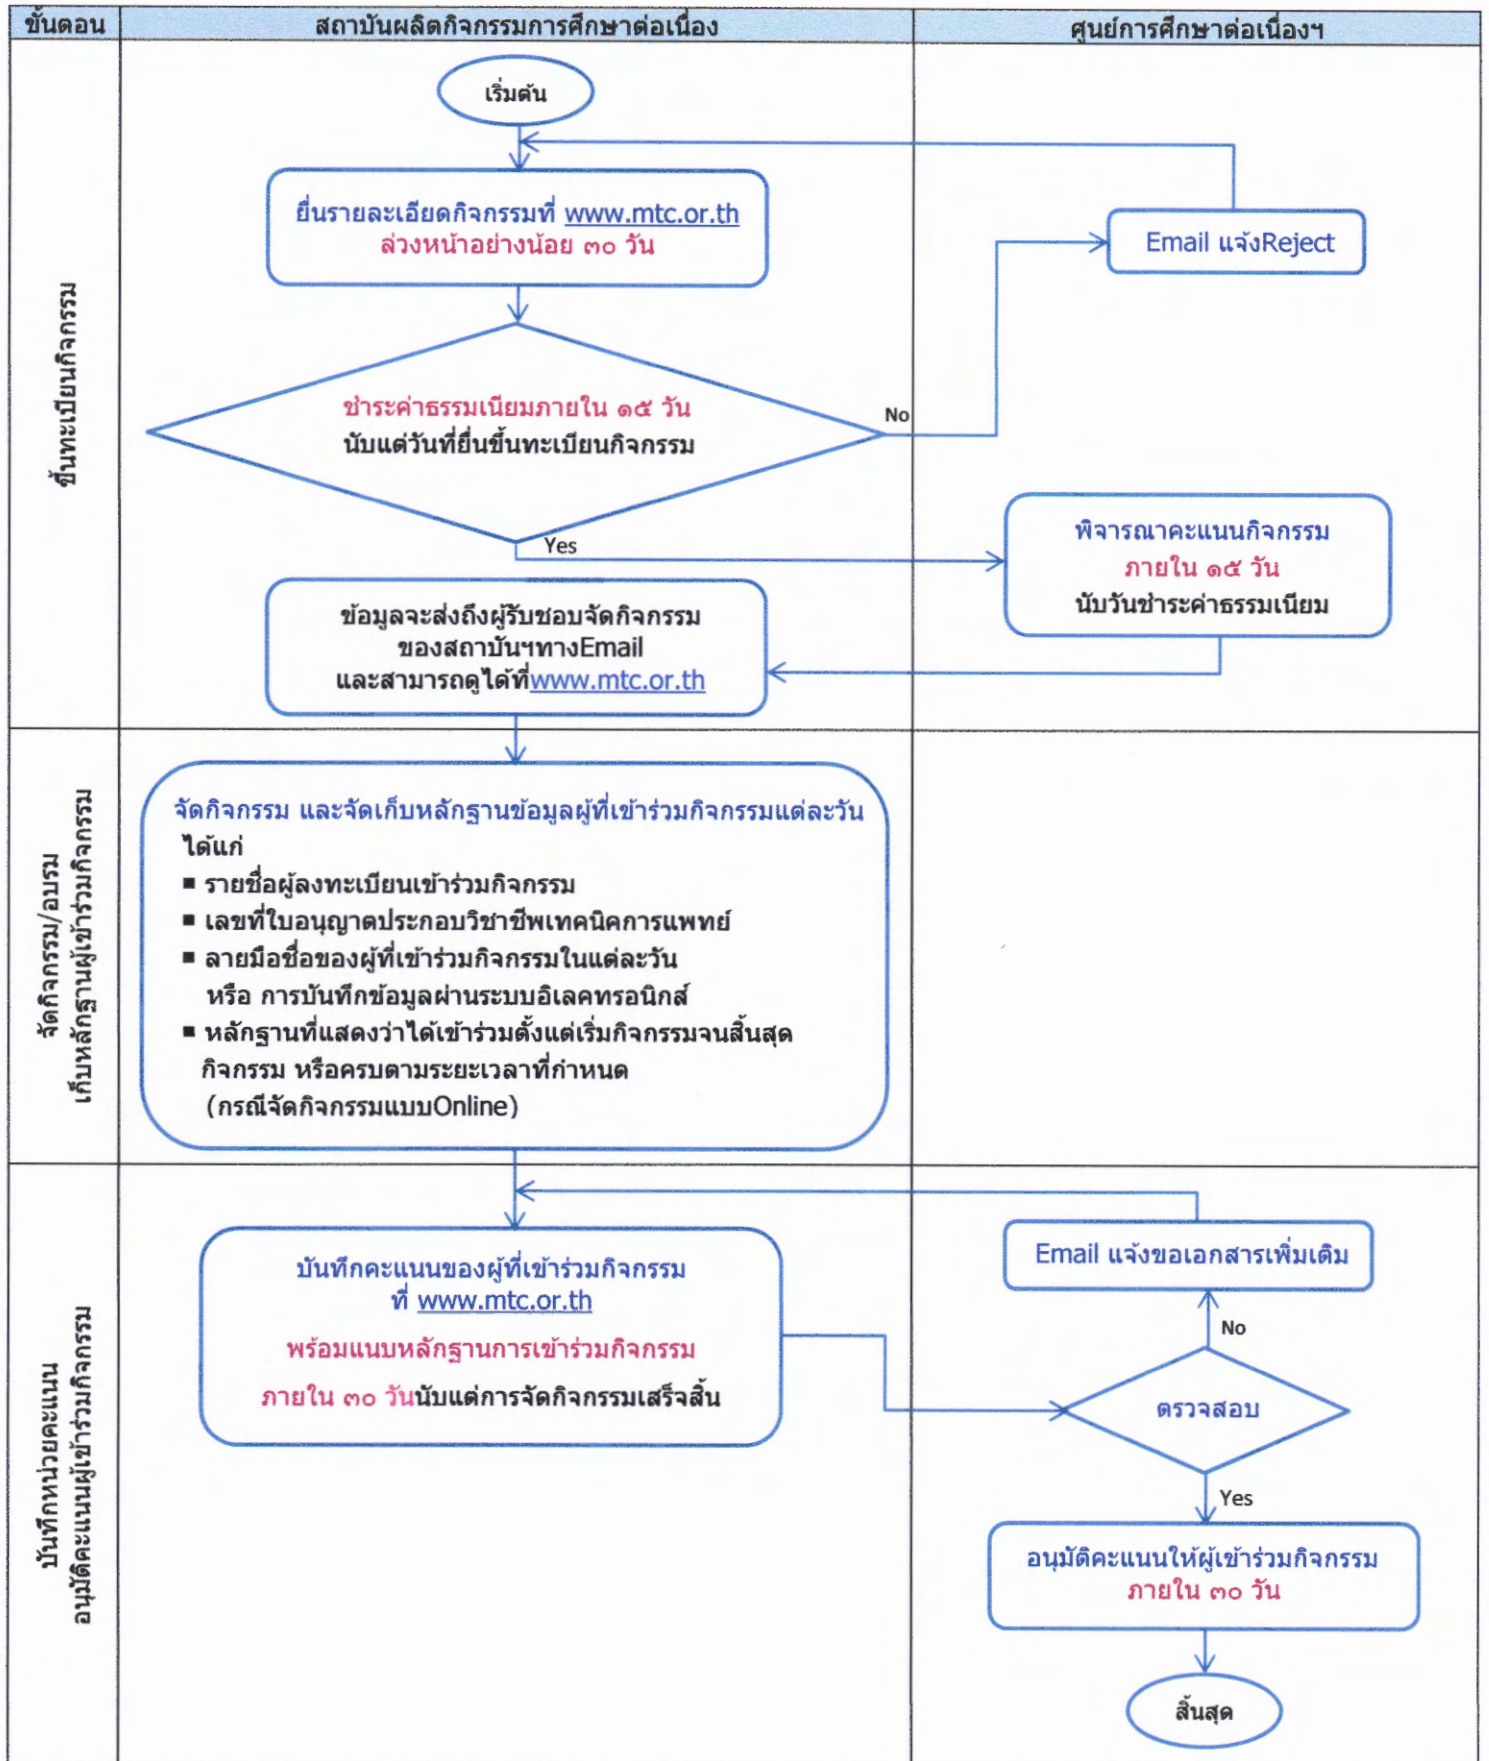 ขั้นตอน
สถาบันผลิตกิจกรรมการศึกษาต่อเนื่อง
ศูนย์การศึกษาต่อเนื่องฯ
ขึ้นทะเบียนกิจกรรม
เริ่มต้น
ยื่นรายละเอียดกิจกรรมที่ www.mtc.or.th
ล่วงหน้าอย่างน้อย ๓๐ วัน
Email แจ้งReject
ชำระค่าธรรมเนียมภายใน ๑๕ วัน
นับแต่วันที่ยื่นขึ้นทะเบียนกิจกรรม
No
Yes
พิจารณาคะแนนกิจกรรม
ภายใน ๑๕ วัน
นับวันชำระค่าธรรมเนียม
ข้อมูลจะส่งถึงผู้รับชอบจัดกิจกรรม
ของสถาบันฯทางEmail
และสามารถดูได้ที่www.mtc.or.th
จัดกิจกรรม/อบรม
เก็บหลักฐานผู้เข้าร่วมกิจกรรม
จัดกิจกรรม และจัดเก็บหลักฐานข้อมูลผู้ที่เข้าร่วมกิจกรรมแต่ละวัน
ได้แก่
▪ รายชื่อผู้ลงทะเบียนเข้าร่วมกิจกรรม
▪ เลขที่ใบอนุญาตประกอบวิชาชีพเทคนิคการแพทย์
▪ ลายมือชื่อของผู้ที่เข้าร่วมกิจกรรมในแต่ละวัน
หรือ การบันทึกข้อมูลผ่านระบบอิเลคทรอนิกส์
▪ หลักฐานที่แสดงว่าได้เข้าร่วมตั้งแต่เริ่มกิจกรรมจนสิ้นสุด
กิจกรรม หรือครบตามระยะเวลาที่กำหนด
(กรณีจัดกิจกรรมแบบOnline)
บันทึกหน่วยคะแนน
อนุมัติคะแนนผู้เข้าร่วมกิจกรรม
บันทึกคะแนนของผู้ที่เข้าร่วมกิจกรรม
ที่ www.mtc.or.th
พร้อมแนบหลักฐานการเข้าร่วมกิจกรรม
ภายใน ๓๐ วันนับแต่การจัดกิจกรรมเสร็จสิ้น
Email แจ้งขอเอกสารเพิ่มเติม
No
ตรวจสอบ
Yes
อนุมัติคะแนนให้ผู้เข้าร่วมกิจกรรม
ภายใน ๓๐ วัน
สิ้นสุด